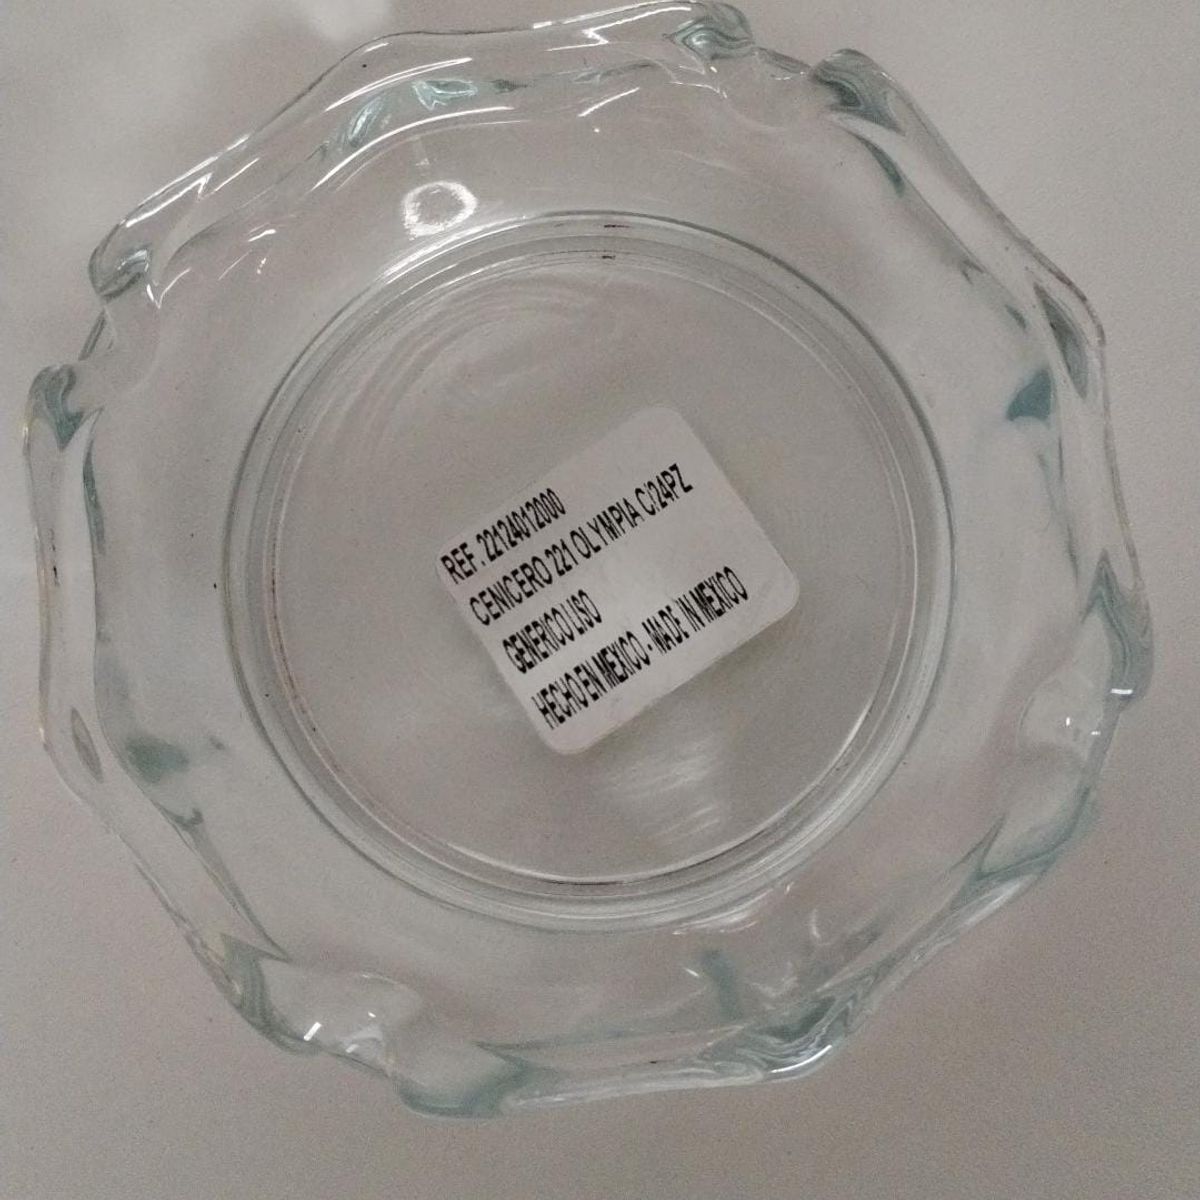 REF. 22124012000
CENICERO 221 OLYMPIA C/24PZ
GENERICO LISO
HECHO EN MEXICO - MADE IN MEXICO